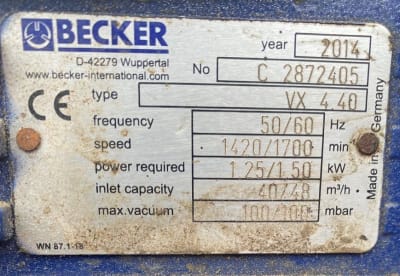 BECKER
D-42279 Wuppertal
www.becker-international.com
year 2014
No C 2872405
CE
type VX 4.40
frequency 50/60 Hz
speed 1420/1700 min
power required 1.25/1.50 kW
inlet capacity 40/48 m³/h
max.vacuum 100/100 mbar
WN 87.1-18
Made in Germany